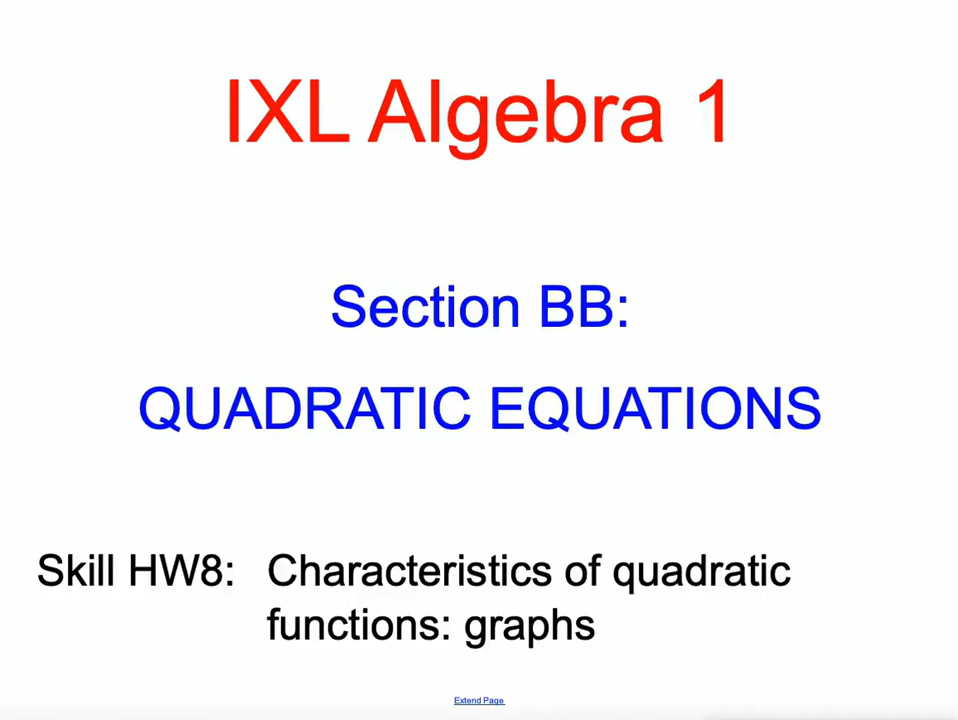 IXL Algebra 1
Section BB:
QUADRATIC EQUATIONS
Skill HW8: Characteristics of quadratic
functions: graphs
Extend Page